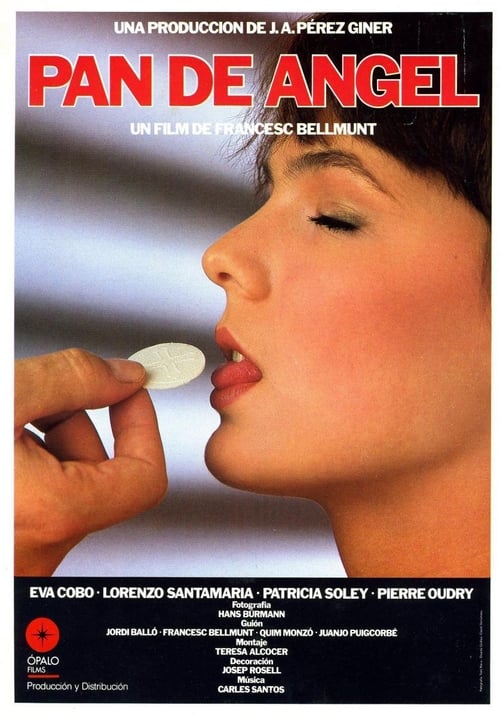 UNA PRODUCCION DE J. A. PÉREZ GINER
PAN DE ANGEL
UN FILM DE FRANCESC BELLMUNT
EVA COBO · LORENZO SANTAMARIA · PATRICIA SOLEY · PIERRE OUDRY
Fotografía
HANS BÜRMANN
Guión
JORDI BALLÓ · FRANCESC BELLMUNT · QUIM MONZÓ · JUANJO PUIGCORBÉ
Montaje
TERESA ALCOCER
Decoración
JOSEP ROSELL
Música
CARLES SANTOS
ÓPALO
FILMS
Producción y Distribución